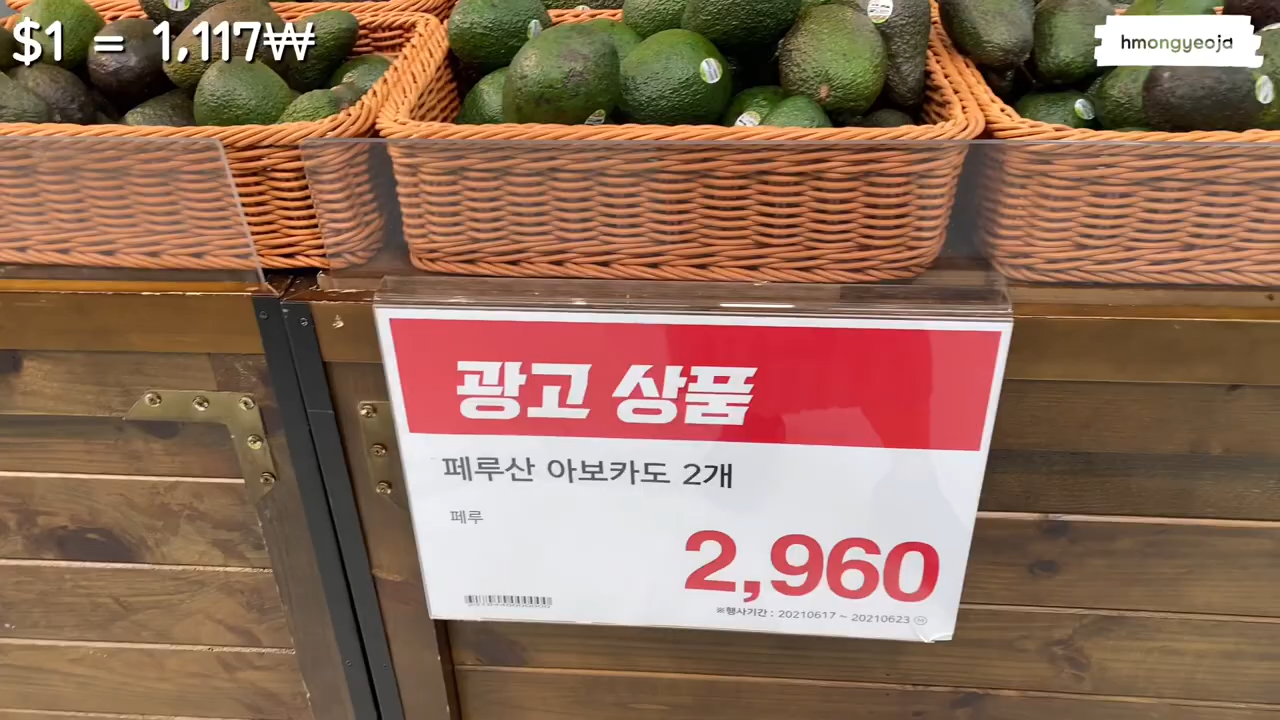 $1 = 1,117₩
hmongyeoja
광고 상품
페루산 아보카도 2개
페루
2,960
※행사기간 : 20210617 ~ 20210623 Ⓗ